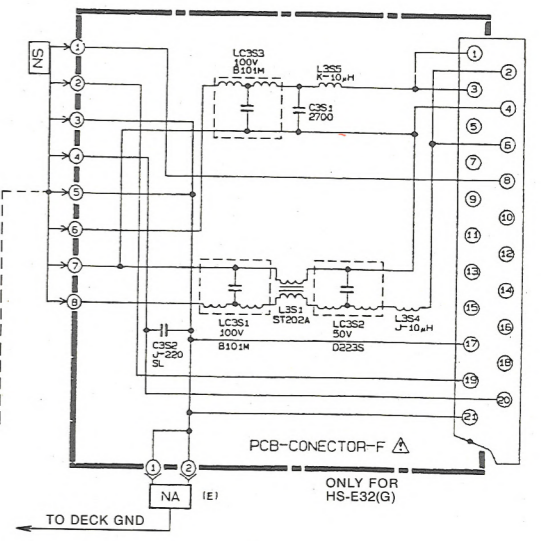 NS
1
2
3
4
5
6
7
8
LC3S3
100V
B101M
L3S5
K-10μH
C3S1
2700
LC3S1
100V
B101M
L3S1
ST202A
LC3S2
50V
D223S
L3S4
J-10μH
C3S2
J-220
SL
1
2
3
4
5
6
7
8
9
10
11
12
13
14
15
16
17
18
19
20
21
PCB-CONECTOR-F
!
1
2
NA
(E)
ONLY FOR
HS-E32(G)
TO DECK GND